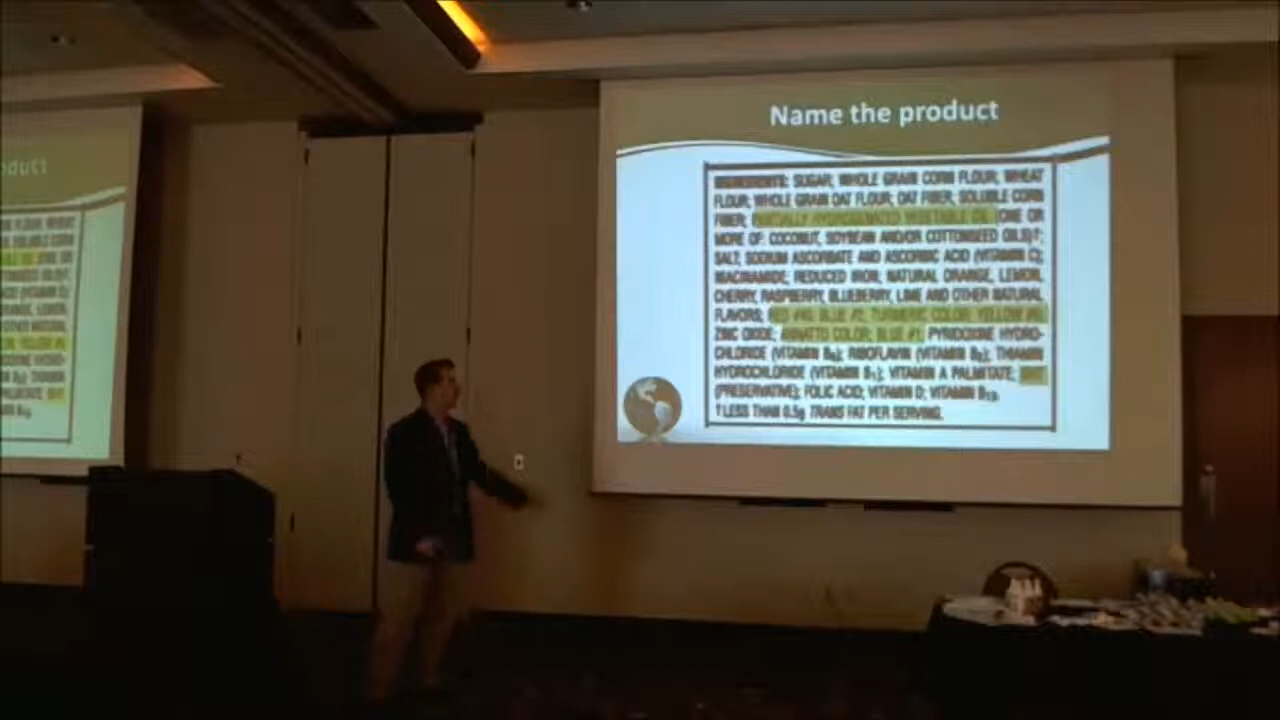 oduct
Name the product
INGREDIENTS: SUGAR; WHOLE GRAIN CORN FLOUR; WHEAT
FLOUR; WHOLE GRAIN OAT FLOUR; OAT FIBER; SOLUBLE CORN
FIBER; PARTIALLY HYDROGENATED VEGETABLE OIL (ONE OR
MORE OF: COCONUT, SOYBEAN AND/OR COTTONSEED OILS)†;
SALT; SODIUM ASCORBATE AND ASCORBIC ACID (VITAMIN C);
NIACINAMIDE; REDUCED IRON; NATURAL ORANGE, LEMON,
CHERRY, RASPBERRY, BLUEBERRY, LIME AND OTHER NATURAL
FLAVORS; RED #40; BLUE #2; TURMERIC COLOR; YELLOW #6;
ZINC OXIDE; ANNATTO COLOR; BLUE #1; PYRIDOXINE HYDRO-
CHLORIDE (VITAMIN B6); RIBOFLAVIN (VITAMIN B2); THIAMIN
HYDROCHLORIDE (VITAMIN B1); VITAMIN A PALMITATE; BHT
(PRESERVATIVE); FOLIC ACID; VITAMIN D; VITAMIN B12.
†LESS THAN 0.5g TRANS FAT PER SERVING.